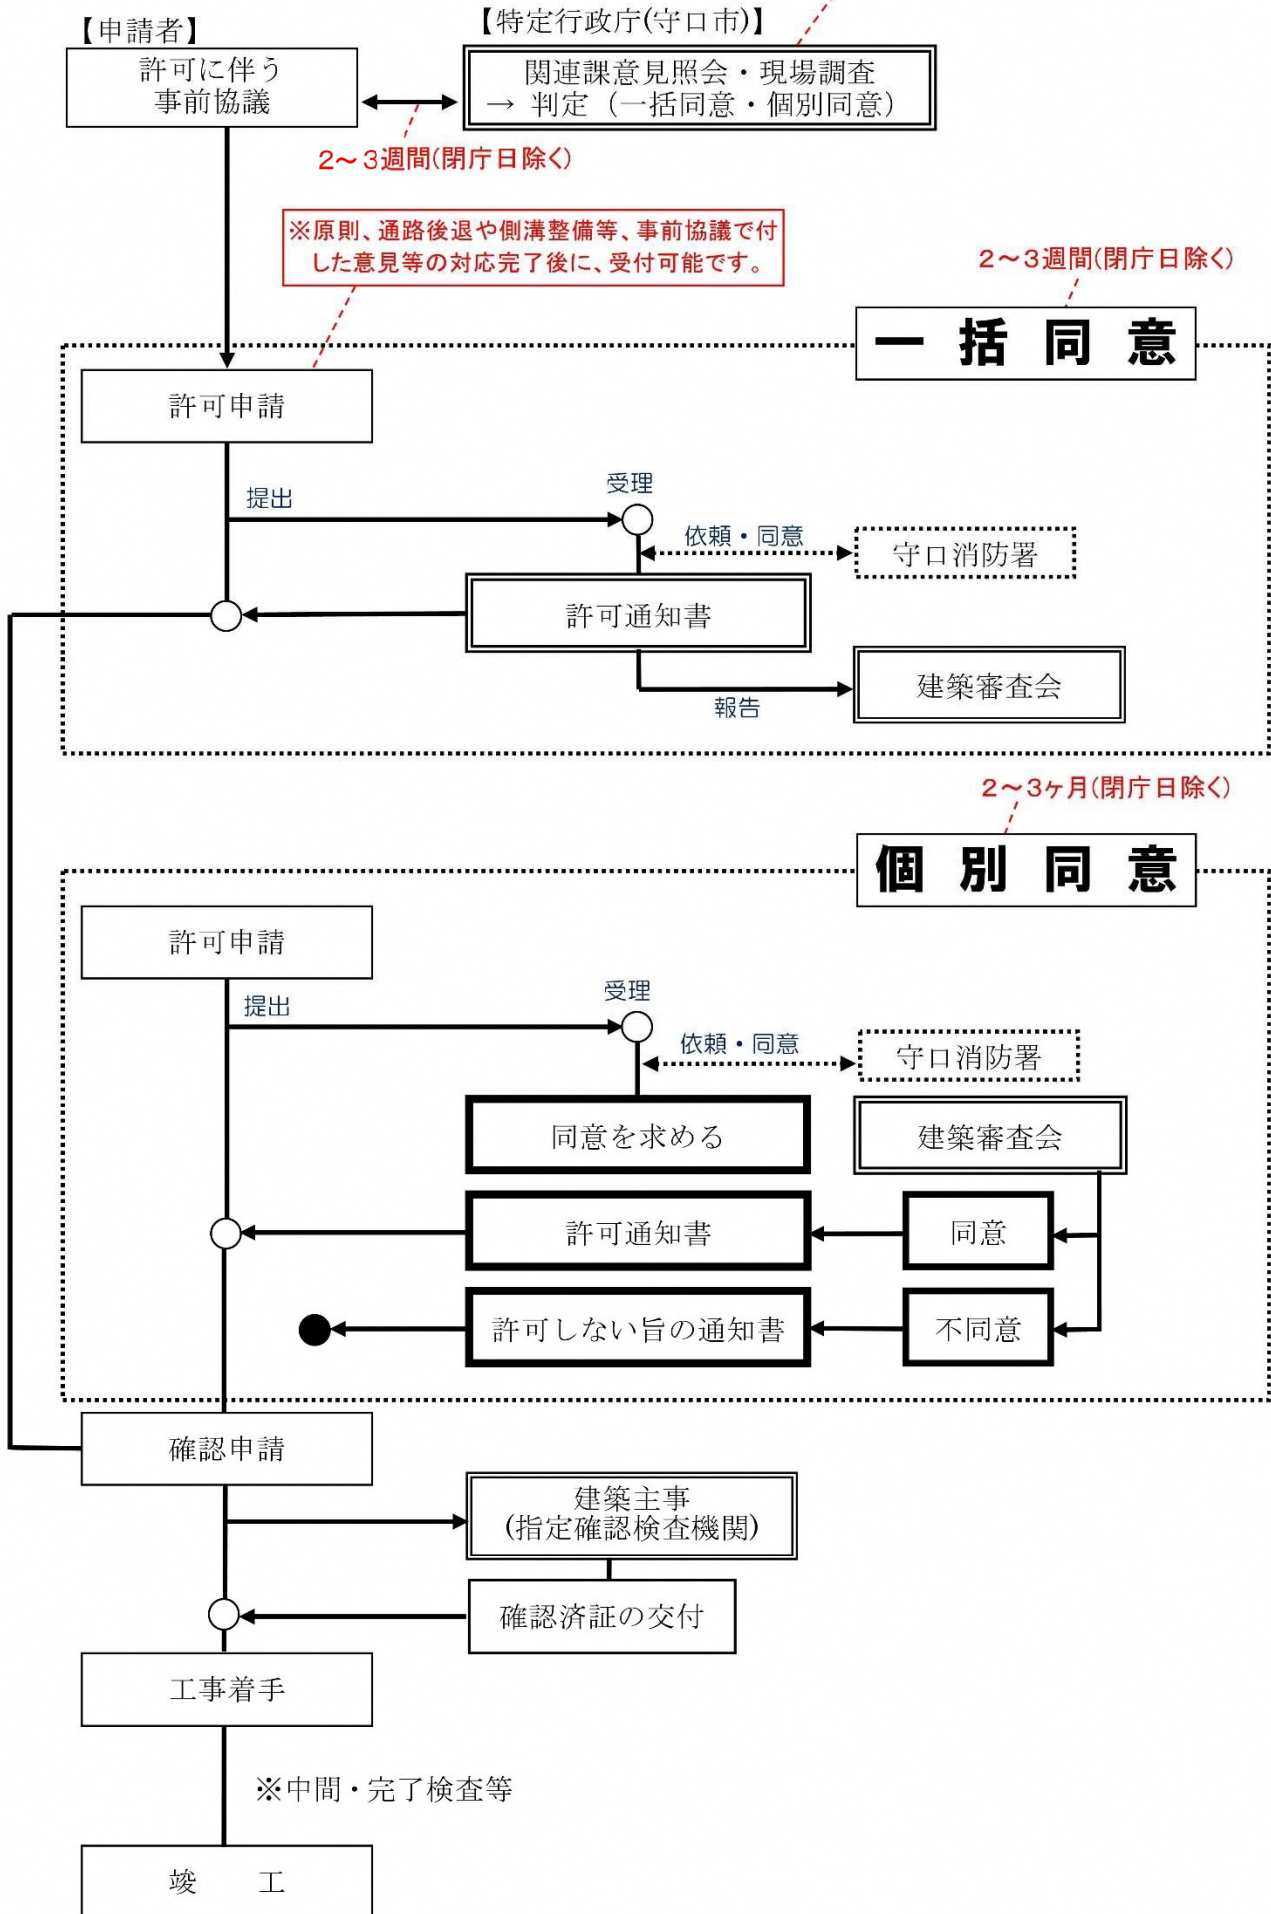 【申請者】
【特定行政庁(守口市)】
許可に伴う
事前協議
関連課意見照会・現場調査
→ 判定（一括同意・個別同意）
2～3週間(閉庁日除く)
※原則、通路後退や側溝整備等、事前協議で付
した意見等の対応完了後に、受付可能です。
2～3週間(閉庁日除く)
一括同意
許可申請
提出
受理
依頼・同意
守口消防署
許可通知書
報告
建築審査会
2～3ヶ月(閉庁日除く)
個別同意
許可申請
提出
受理
依頼・同意
守口消防署
同意を求める
建築審査会
許可通知書
同意
許可しない旨の通知書
不同意
確認申請
建築主事
(指定確認検査機関)
確認済証の交付
工事着手
※中間・完了検査等
竣　工